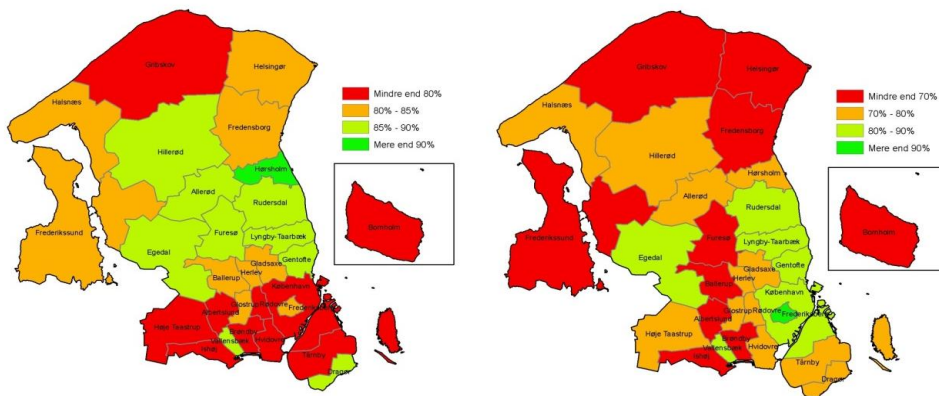 Gribskov
Helsingør
Halsnæs
Fredensborg
Hillerød
Hørsholm
Allerød
Rudersdal
Frederikssund
Egedal
Furesø
Lyngby-Taarbæk
Gentofte
Ballerup
Gladsaxe
Herlev
København
Glostrup
Rødovre
Frederiksberg
Albertslund
Høje Taastrup
Brøndby
Vallensbæk
Hvidovre
Ishøj
Tårnby
Dragør
Mindre end 80%
80% - 85%
85% - 90%
Mere end 90%
Bornholm
Gribskov
Helsingør
Halsnæs
Fredensborg
Hillerød
Hørsholm
Allerød
Rudersdal
Frederikssund
Egedal
Furesø
Lyngby-Taarbæk
Gentofte
Ballerup
Gladsaxe
Herlev
København
Glostrup
Rødovre
Frederiksberg
Albertslund
Høje Taastrup
Brøndby
Vallensbæk
Hvidovre
Ishøj
Tårnby
Dragør
Mindre end 70%
70% - 80%
80% - 90%
Mere end 90%
Bornholm